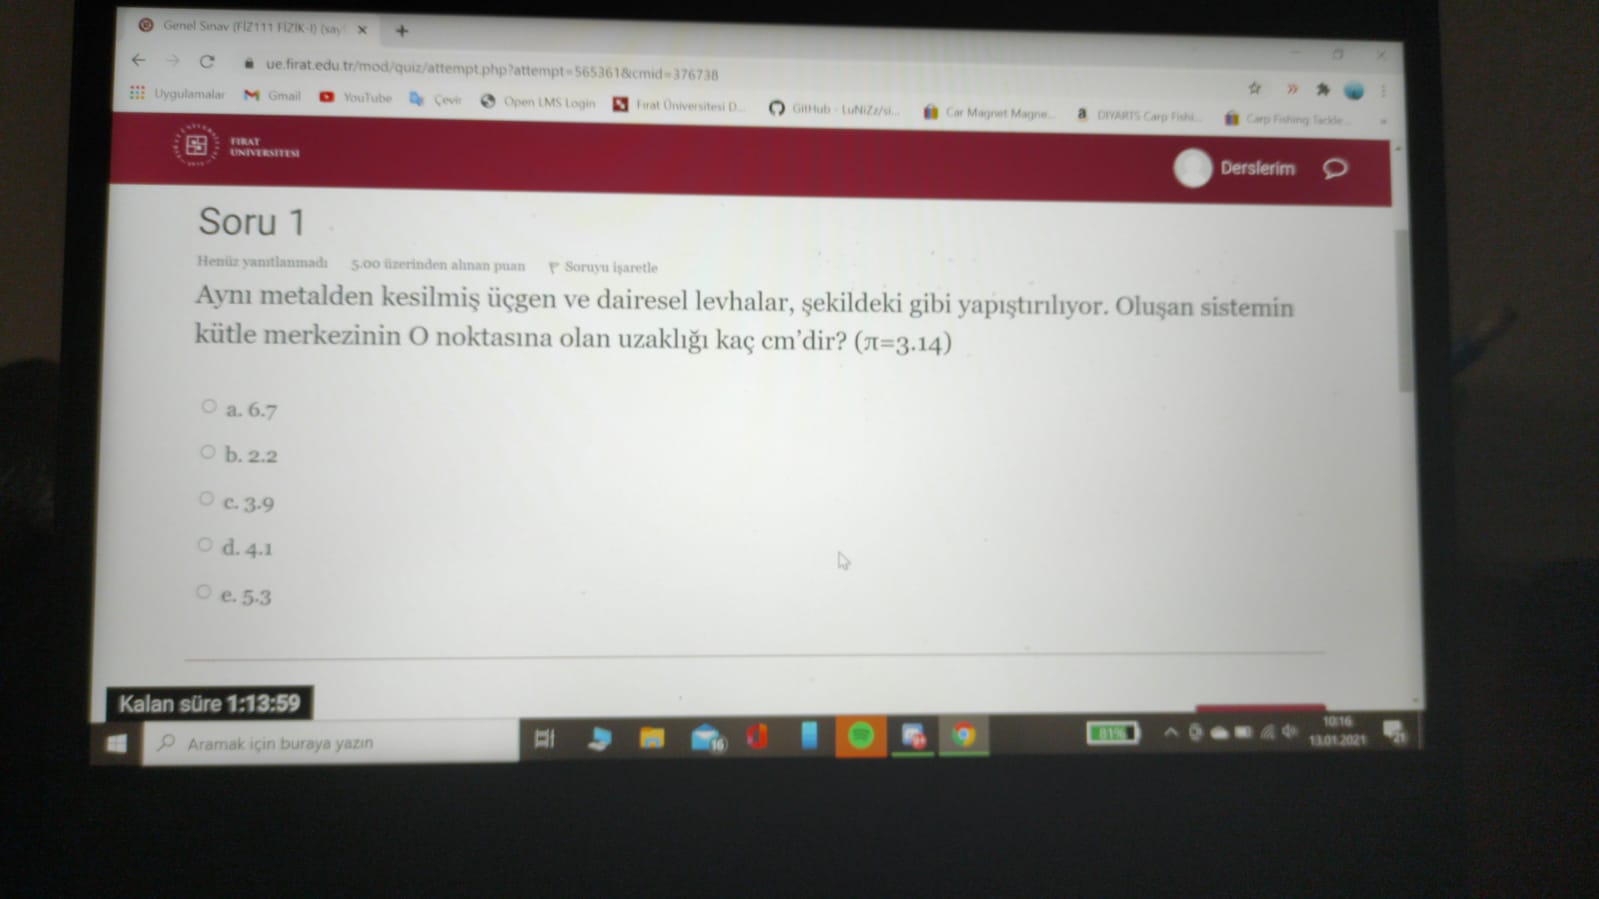 Genel Sınav (FİZ111 FİZİK-I) (say
ue.firat.edu.tr/mod/quiz/attempt.php?attempt=565361&cmid=376738
Uygulamalar Gmail YouTube Çevir Open LMS Login Fırat Üniversitesi D... GitHub - LuNiZz/si... Car Magnet Magne... DIYARTS Carp Fishi... Carp Fishing Tackle...
FIRAT
ÜNİVERSİTESİ
Derslerim
Soru 1
Henüz yanıtlanmadı 5.00 üzerinden alınan puan Soruyu işaretle
Aynı metalden kesilmiş üçgen ve dairesel levhalar, şekildeki gibi yapıştırılıyor. Oluşan sistemin
kütle merkezinin O noktasına olan uzaklığı kaç cm'dir? (π=3.14)
a. 6.7
b. 2.2
c. 3.9
d. 4.1
e. 5.3
Kalan süre 1:13:59
Aramak için buraya yazın
16
81%
10:16
13.01.2021
21